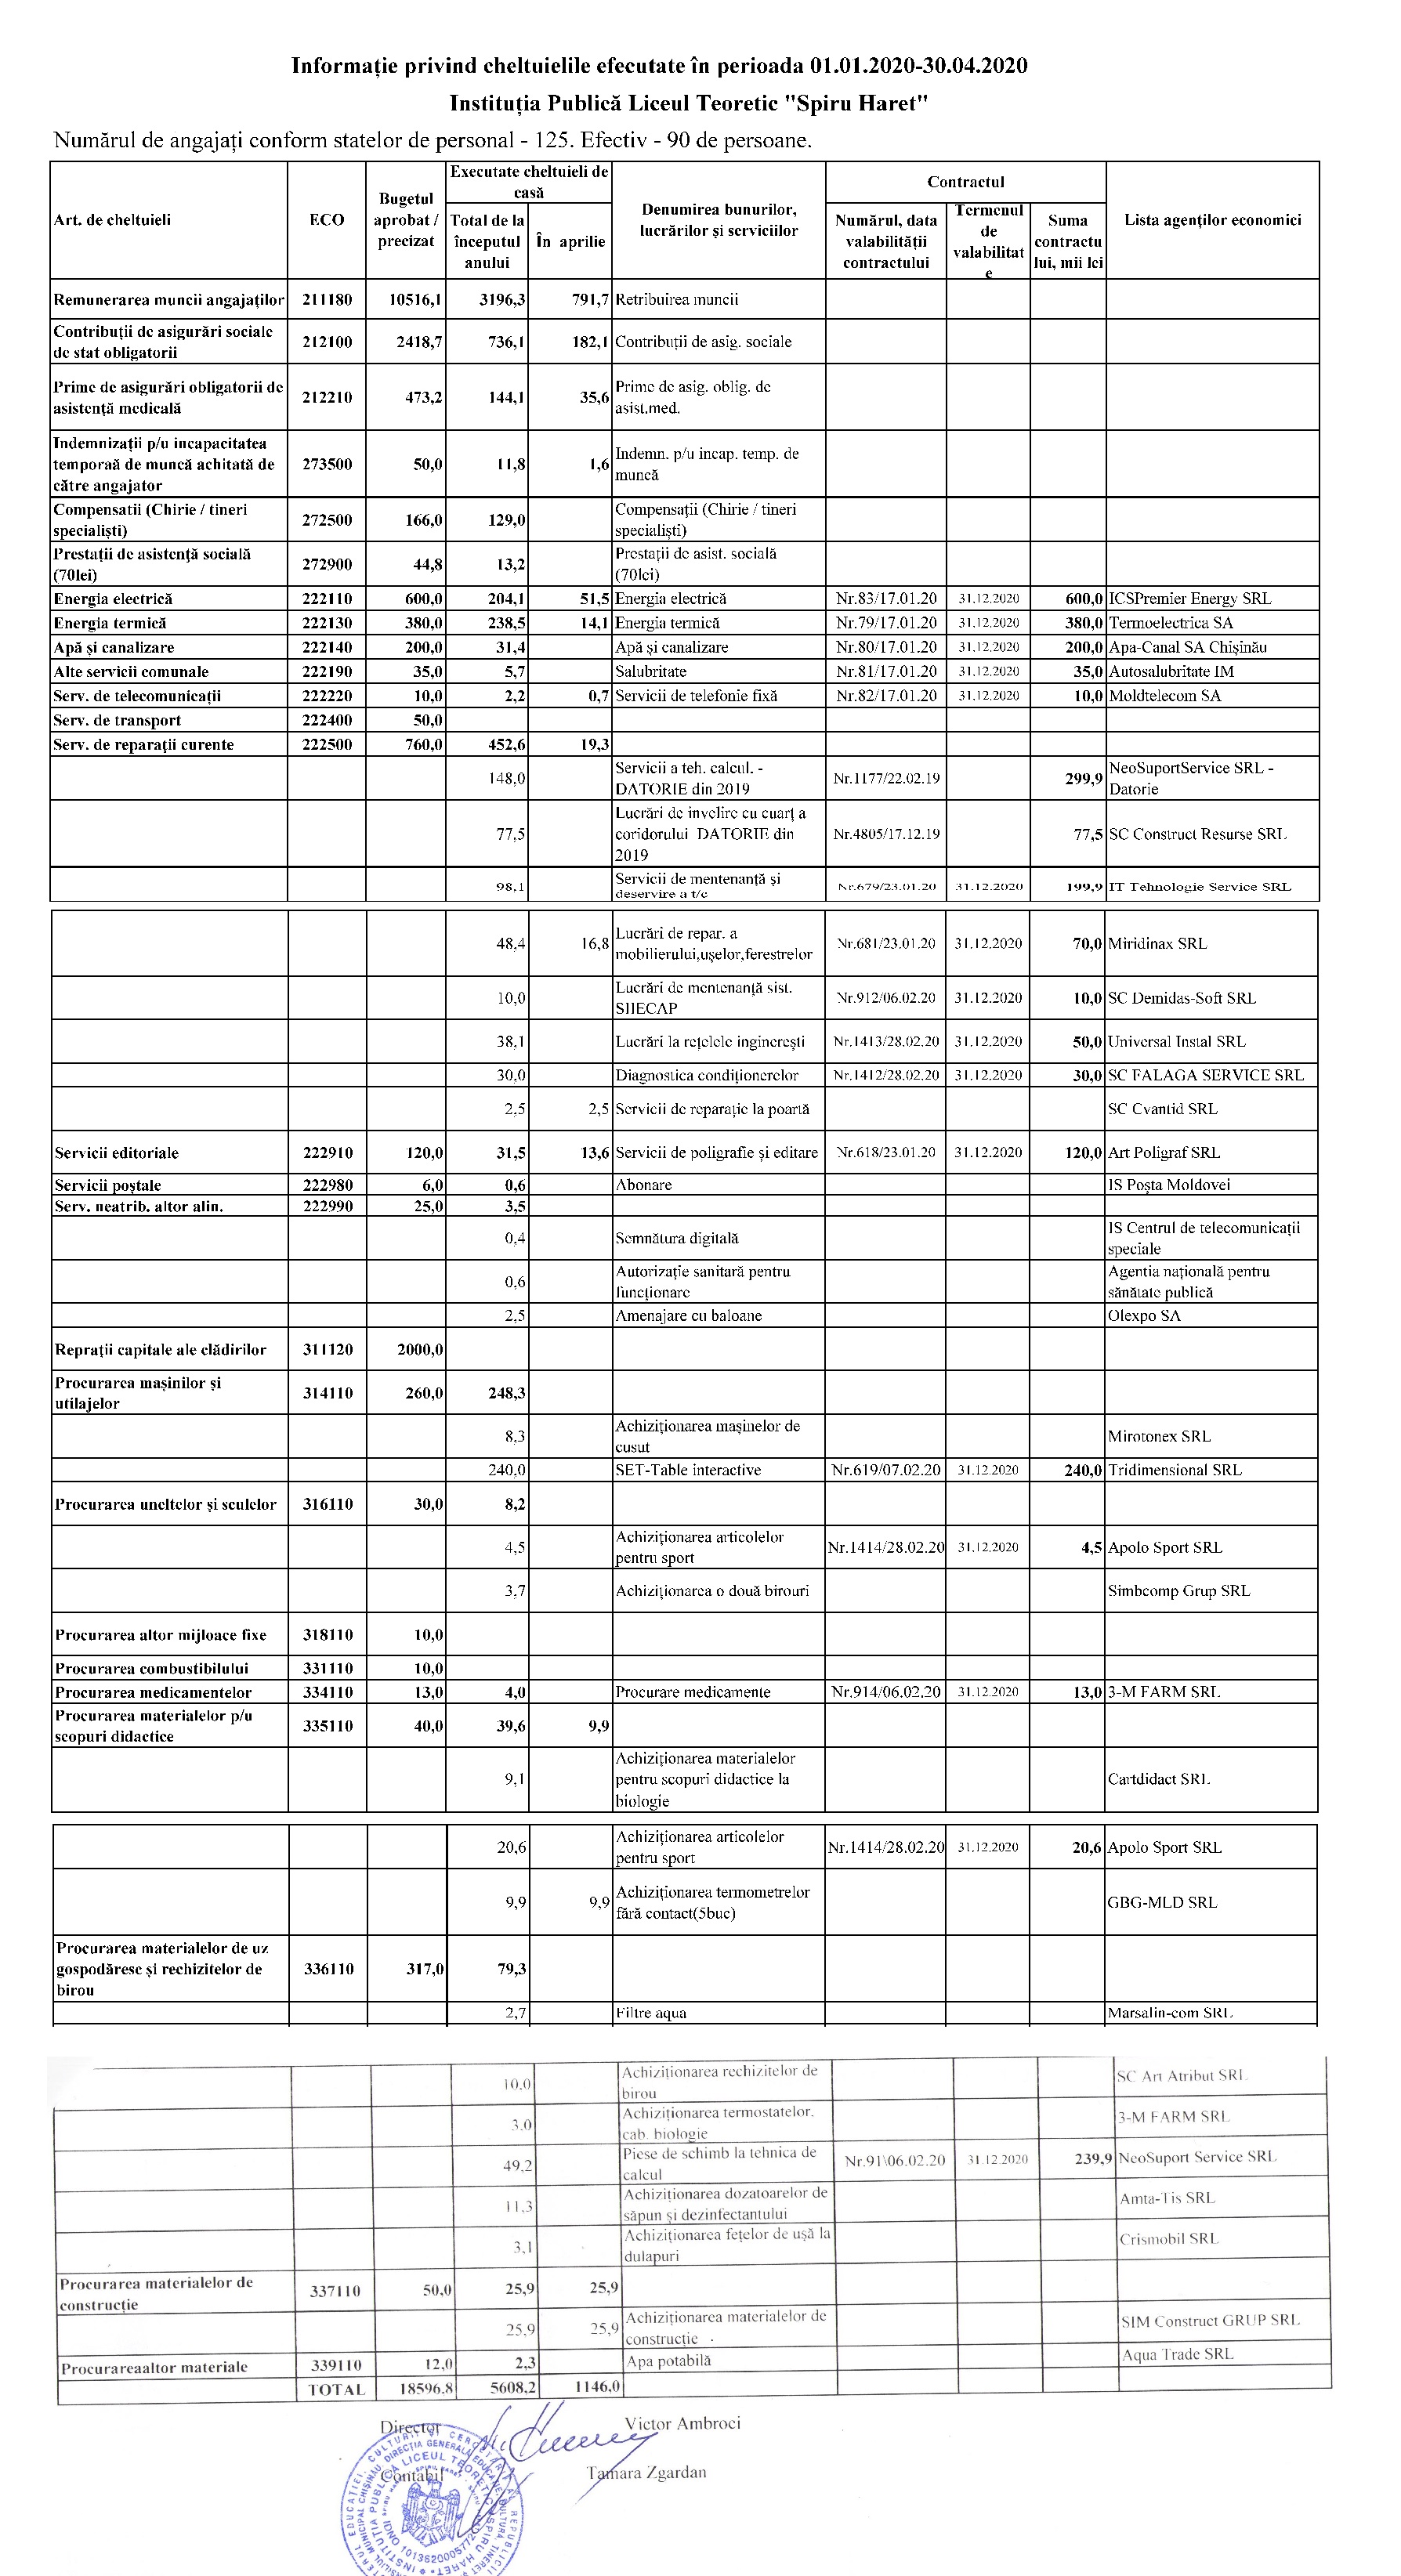 Informație privind cheltuielile efecutate în perioada 01.01.2020-30.04.2020
Instituția Publică Liceul Teoretic "Spiru Haret"
Numărul de angajați conform statelor de personal - 125. Efectiv - 90 de persoane.
Art. de cheltuieli ECO Bugetul aprobat / precizat Executate cheltuieli de casă Total de la începutul anului În aprilie Denumirea bunurilor, lucrărilor și serviciilor Contractul Numărul, data valabilității contractului Termenul de valabilitate Suma contractului, mii lei Lista agenților economici
Remunerarea muncii angajaților 211180 10516,1 3196,3 791,7 Retribuirea muncii
Contribuții de asigurări sociale de stat obligatorii 212100 2418,7 736,1 182,1 Contribuții de asig. sociale
Prime de asigurări obligatorii de asistență medicală 212210 473,2 144,1 35,6 Prime de asig. oblig. de asist.med.
Indemnizații p/u incapacitatea temporaă de muncă achitată de către angajator 273500 50,0 11,8 1,6 Indemn. p/u incap. temp. de muncă
Compensatii (Chirie / tineri specialiști) 272500 166,0 129,0 Compensații (Chirie / tineri specialiști)
Prestații de asistență socială (70lei) 272900 44,8 13,2 Prestații de asist. socială (70lei)
Energia electrică 222110 600,0 204,1 51,5 Energia electrică Nr.83/17.01.20 31.12.2020 600,0 ICSPremier Energy SRL
Energia termică 222130 380,0 238,5 14,1 Energia termică Nr.79/17.01.20 31.12.2020 380,0 Termoelectrica SA
Apă și canalizare 222140 200,0 31,4 Apă și canalizare Nr.80/17.01.20 31.12.2020 200,0 Apa-Canal SA Chișinău
Alte servicii comunale 222190 35,0 5,7 Salubritate Nr.81/17.01.20 31.12.2020 35,0 Autosalubritate IM
Serv. de telecomunicații 222220 10,0 2,2 0,7 Servicii de telefonie fixă Nr.82/17.01.20 31.12.2020 10,0 Moldtelecom SA
Serv. de transport 222400 50,0
Serv. de reparații curente 222500 760,0 452,6 19,3
148,0 Servicii a teh. calcul. - DATORIE din 2019 Nr.1177/22.02.19 299,9 NeoSuportService SRL - Datorie
77,5 Lucrări de invelire cu cuarț a coridorului DATORIE din 2019 Nr.4805/17.12.19 77,5 SC Construct Resurse SRL
98,1 Servicii de mentenanță și deservire a t/c Nr.679/23.01.20 31.12.2020 199,9 IT Tehnologie Service SRL
48,4 16,8 Lucrări de repar. a mobilierului,ușelor,ferestrelor Nr.681/23.01.20 31.12.2020 70,0 Miridinax SRL
10,0 Lucrări de mentenanță sist. SIIECAP Nr.912/06.02.20 31.12.2020 10,0 SC Demidas-Soft SRL
38,1 Lucrări la rețelele inginerești Nr.1413/28.02.20 31.12.2020 50,0 Universal Instal SRL
30,0 Diagnostica condiționerelor Nr.1412/28.02.20 31.12.2020 30,0 SC FALAGA SERVICE SRL
2,5 2,5 Servicii de reparație la poartă SC Cvantid SRL
Servicii editoriale 222910 120,0 31,5 13,6 Servicii de poligrafie și editare Nr.618/23.01.20 31.12.2020 120,0 Art Poligraf SRL
Servicii poștale 222980 6,0 0,6 Abonare IS Poșta Moldovei
Serv. neatrib. altor alin. 222990 25,0 3,5
0,4 Semnătura digitală IS Centrul de telecomunicații speciale
0,6 Autorizație sanitară pentru funcționare Agentia națională pentru sănătate publică
2,5 Amenajare cu baloane Olexpo SA
Reprații capitale ale clădirilor 311120 2000,0
Procurarea mașinilor și utilajelor 314110 260,0 248,3
8,3 Achiziționarea mașinelor de cusut Mirotonex SRL
240,0 SET-Table interactive Nr.619/07.02.20 31.12.2020 240,0 Tridimensional SRL
Procurarea uneltelor și sculelor 316110 30,0 8,2
4,5 Achiziționarea articolelor pentru sport Nr.1414/28.02.20 31.12.2020 4,5 Apolo Sport SRL
3,7 Achiziționarea o două birouri Simbcomp Grup SRL
Procurarea altor mijloace fixe 318110 10,0
Procurarea combustibilului 331110 10,0
Procurarea medicamentelor 334110 13,0 4,0 Procurare medicamente Nr.914/06.02.20 31.12.2020 13,0 3-M FARM SRL
Procurarea materialelor p/u scopuri didactice 335110 40,0 39,6 9,9
9,1 Achiziționarea materialelor pentru scopuri didactice la biologie Cartdidact SRL
20,6 Achiziționarea articolelor pentru sport Nr.1414/28.02.20 31.12.2020 20,6 Apolo Sport SRL
9,9 9,9 Achiziționarea termometrelor fără contact(5buc) GBG-MLD SRL
Procurarea materialelor de uz gospodăresc și rechizitelor de birou 336110 317,0 79,3
2,7 Filtre aqua Marsalin-com SRL
10,0 Achiziționarea rechizitelor de birou SC Art Atribut SRL
3,0 Achiziționarea termostatelor. cab. biologie 3-M FARM SRL
49,2 Piese de schimb la tehnica de calcul Nr.91\06.02.20 31.12.2020 239,9 NeoSuport Service SRL
11,3 Achiziționarea dozatoarelor de săpun și dezinfectantului Amta-Tis SRL
3,1 Achiziționarea fețelor de ușă la dulapuri Crismobil SRL
Procurarea materialelor de construcție 337110 50,0 25,9 25,9
25,9 25,9 Achiziționarea materialelor de construcție SIM Construct GRUP SRL
Procurareaaltor materiale 339110 12,0 2,3 Apa potabilă Aqua Trade SRL
TOTAL 18596,8 5608,2 1146,0
Director Victor Ambroci
Contabil Tamara Zgardan